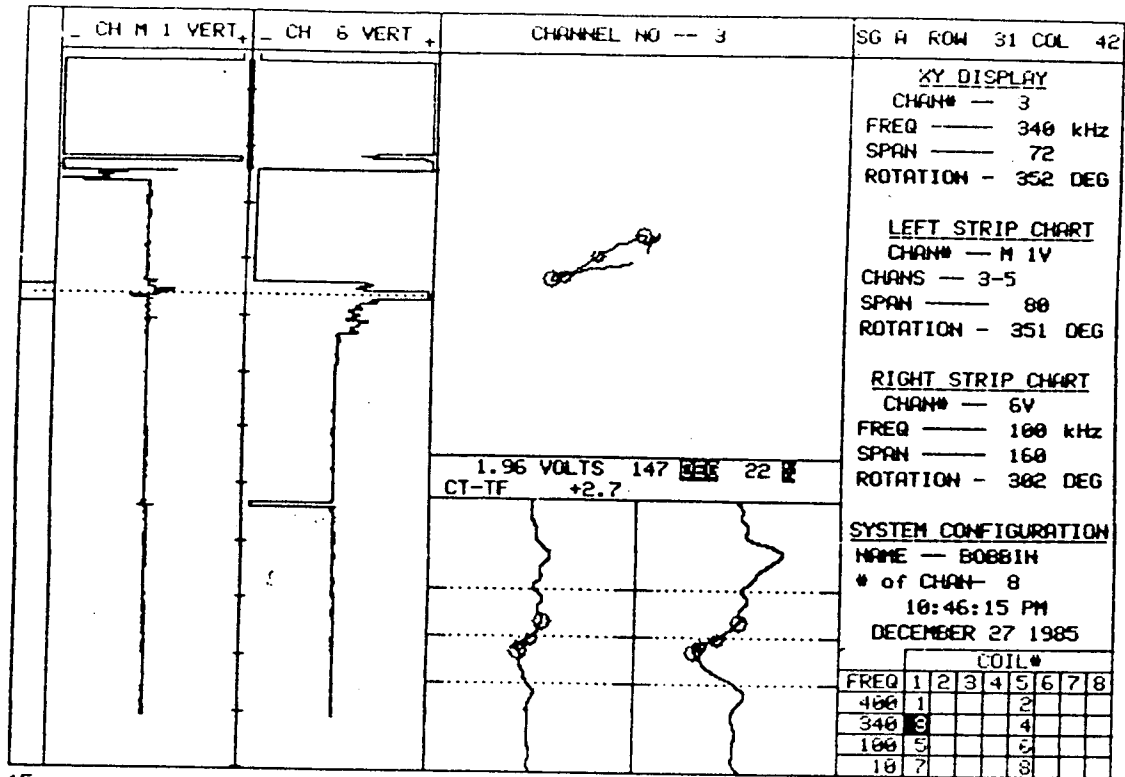 _ CH M 1 VERT +
_ CH 6 VERT +
CHANNEL NO -- 3
SG A ROW 31 COL 42
XY DISPLAY
CHAN# — 3
FREQ —— 340 kHz
SPAN —— 72
ROTATION - 352 DEG
LEFT STRIP CHART
CHAN# — M 1V
CHANS — 3-5
SPAN —— 80
ROTATION - 351 DEG
RIGHT STRIP CHART
CHAN# — 6V
FREQ —— 100 kHz
SPAN —— 160
ROTATION - 302 DEG
1.96 VOLTS 147 DEG 22
CT-TF +2.7
SYSTEM CONFIGURATION
NAME — BOBBIN
# of CHAN- 8
10:46:15 PM
DECEMBER 27 1985
COIL#
FREQ 1 2 3 4 5 6 7 8
400 1 2
340 3 4
100 5 6
10 7 8